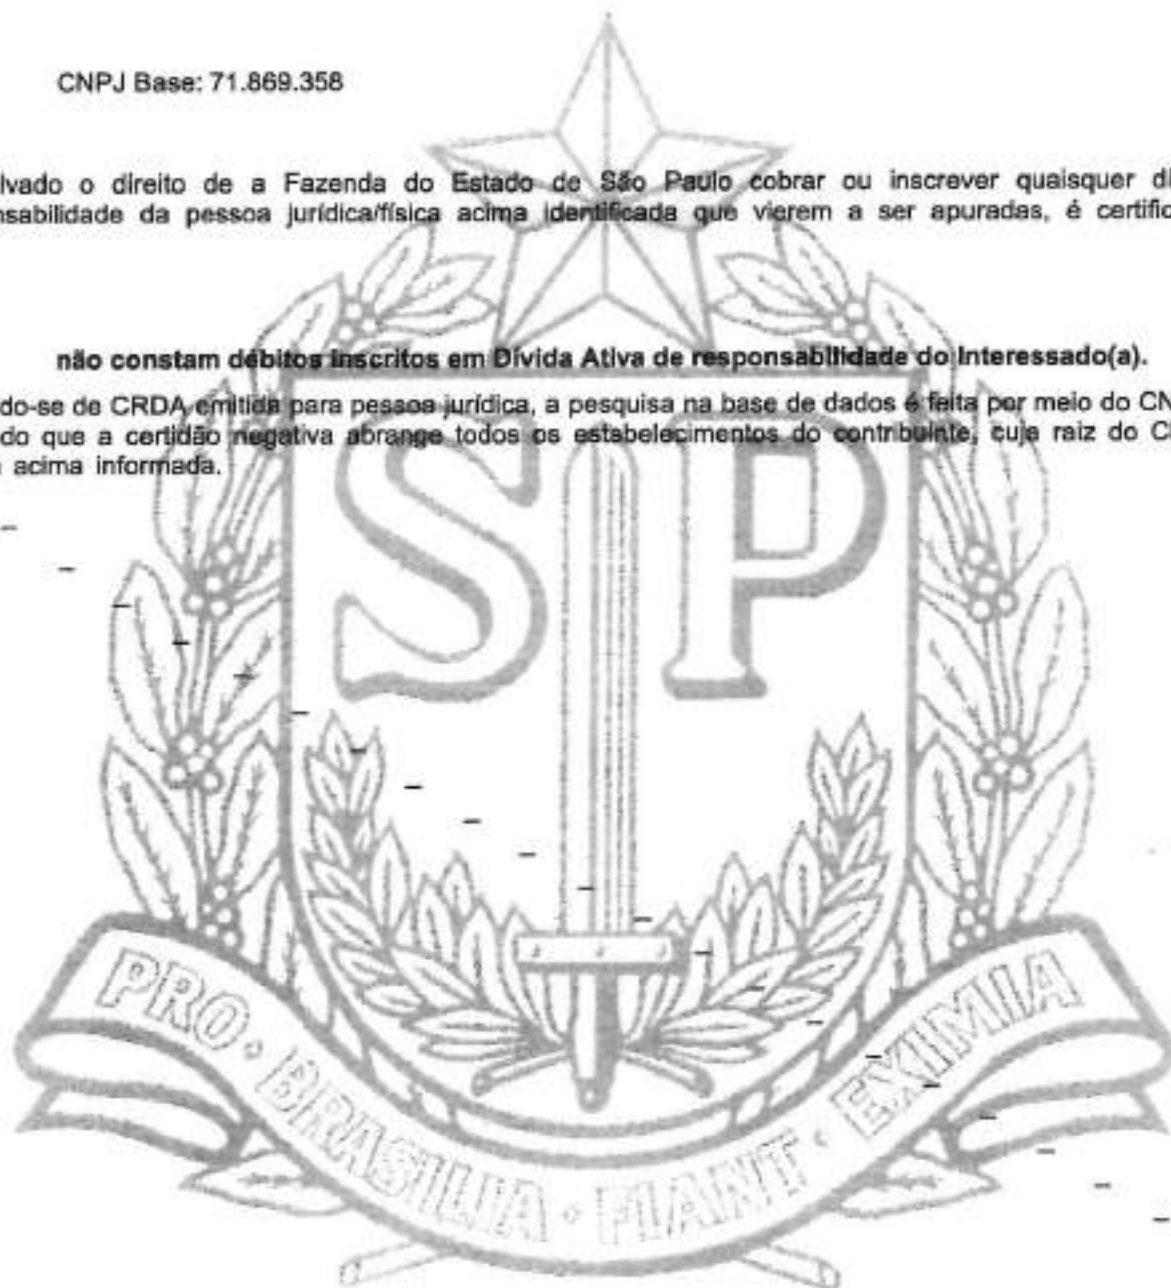 CNPJ Base: 71.869.358
lvado o direito de a Fazenda do Estado de São Paulo cobrar ou inscrever quaisquer
nsabilidade da pessoa jurídica/física acima identificada que vierem a ser apuradas, é
não constam débitos inscritos em Dívida Ativa de responsabilidade do Interessado(a).
do-se de CRDA emitida para pessoa jurídica, a pesquisa na base de dados é feita por meio do
do que a certidão negativa abrange todos os estabelecimentos do contribuinte, cuja raiz do
acima informada.
SP
PRO BRASILIA FIANT EXIMIA